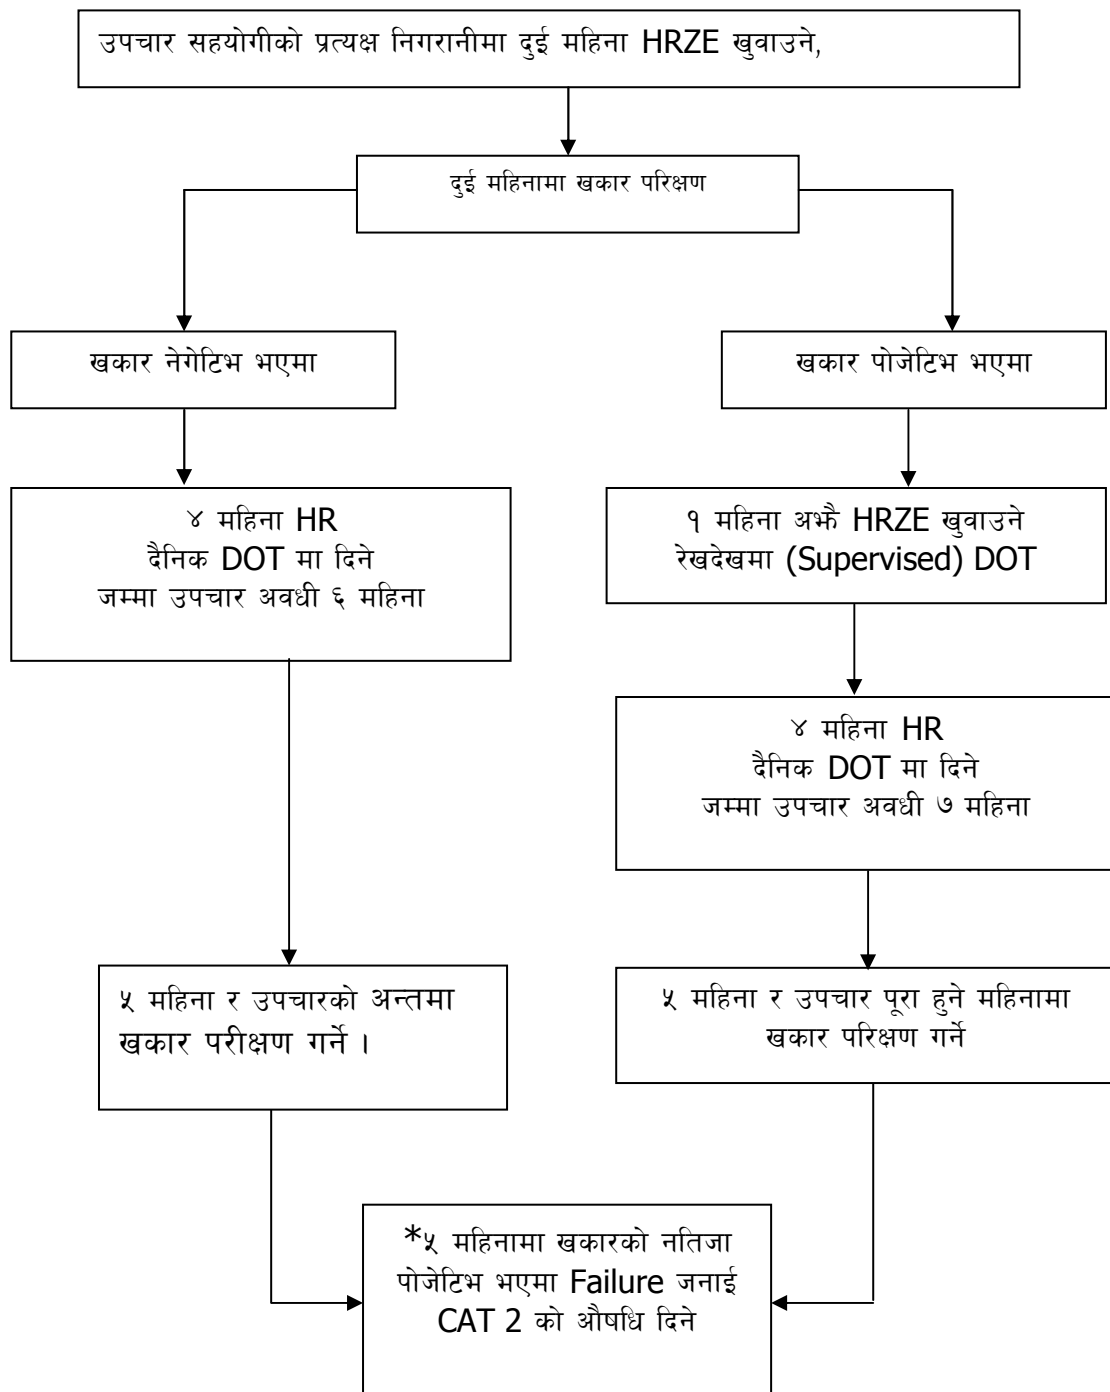 उपचार सहयोगीको प्रत्यक्ष निगरानीमा दुई महिना HRZE खुवाउने,
दुई महिनामा खकार परिक्षण
खकार नेगेटिभ भएमा
खकार पोजेटिभ भएमा
४ महिना HR
दैनिक DOT मा दिने
जम्मा उपचार अवधी ६ महिना
१ महिना अझै HRZE खुवाउने
रेखदेखमा (Supervised) DOT
४ महिना HR
दैनिक DOT मा दिने
जम्मा उपचार अवधी ७ महिना
५ महिना र उपचारको अन्तमा
खकार परीक्षण गर्ने ।
५ महिना र उपचार पूरा हुने महिनामा
खकार परिक्षण गर्ने
*५ महिनामा खकारको नतिजा
पोजेटिभ भएमा Failure जनाई
CAT 2 को औषधि दिने